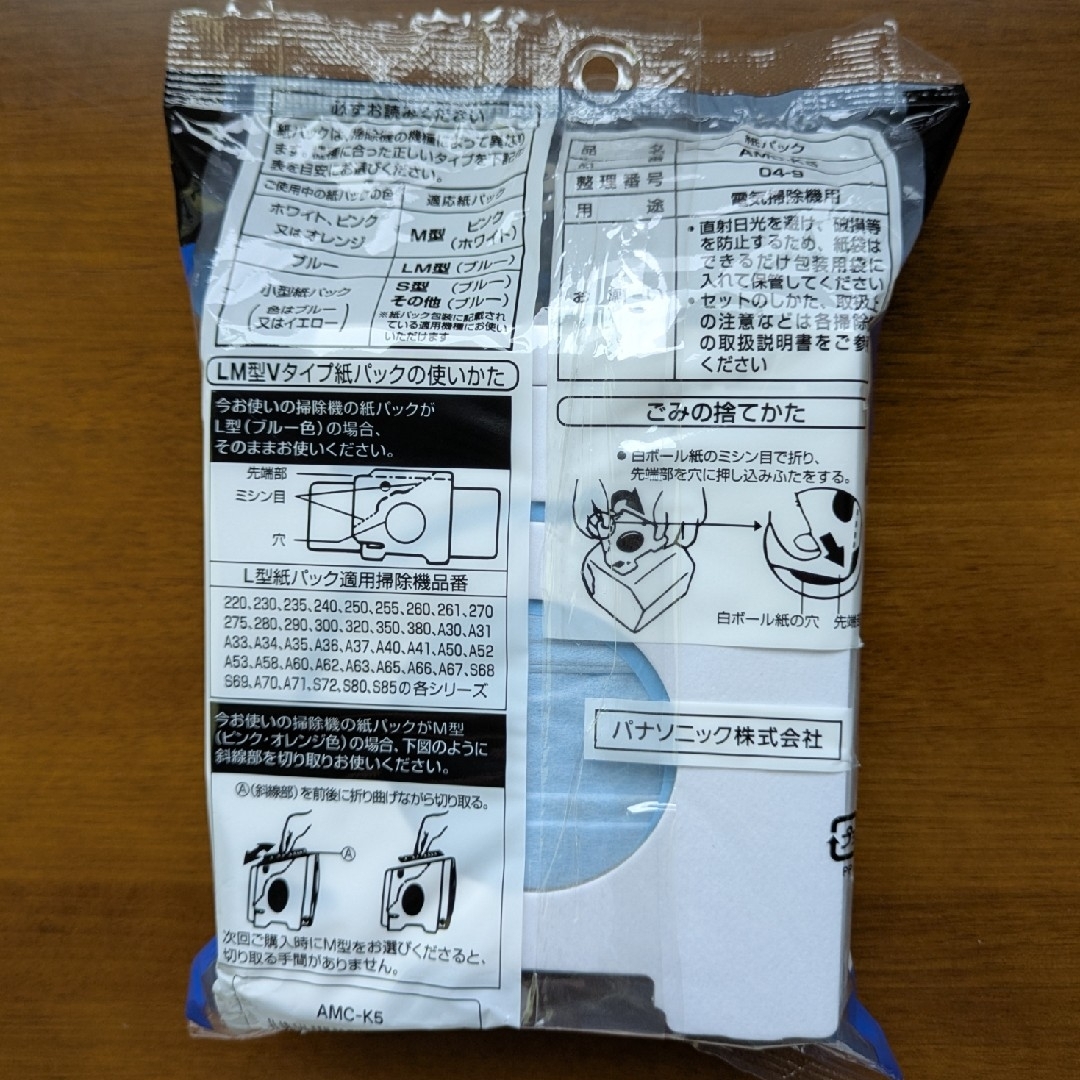 必ずお読みください
紙パックは、掃除機の機種によって異なり
ます。機種に合った正しいタイプを下記の
表を目安にお選びください。
ご使用中の紙パックの色
適応紙パック
ホワイト、ピンク
又はオレンジ
M型
ピンク
(ホワイト)
ブルー
LM型(ブルー)
小型紙パック
(色はブルー
又はイエロー)
S型(ブルー)
その他(ブルー)
※紙パック包装に記載され
ている適用機種にお使い
いただけます
LM型Vタイプ紙パックの使いかた
今お使いの掃除機の紙パックが
L型(ブルー色)の場合、
そのままお使いください。
先端部
ミシン目
穴
L型紙パック適用掃除機品番
220、230、235、240、250、255、260、261、270
275、280、290、300、320、350、380、A30、A31
A33、A34、A35、A36、A37、A40、A41、A50、A52
A53、A58、A60、A62、A63、A65、A66、A67、S68
S69、A70、A71、S72、S80、S85の各シリーズ
今お使いの掃除機の紙パックがM型
(ピンク・オレンジ色)の場合、下図のように
斜線部を切り取りお使いください。
Ⓐ(斜線部)を前後に折り曲げながら切り取る。
Ⓐ
次回ご購入時にM型をお選びくださると、
切り取る手間がありません。
AMC-K5
品名
紙パック
AMC-K5
整理番号
04-9
用途
電気掃除機用
お願い
・直射日光を避け、破損等
を防止するため、紙袋は
できるだけ包装用袋に
入れて保管してください
・セットのしかた、取扱上
の注意などは各掃除
の取扱説明書をご参
ください
ごみの捨てかた
●白ボール紙のミシン目で折り、
先端部を穴に押し込みふたをする。
白ボール紙の穴
先端
パナソニック株式会社